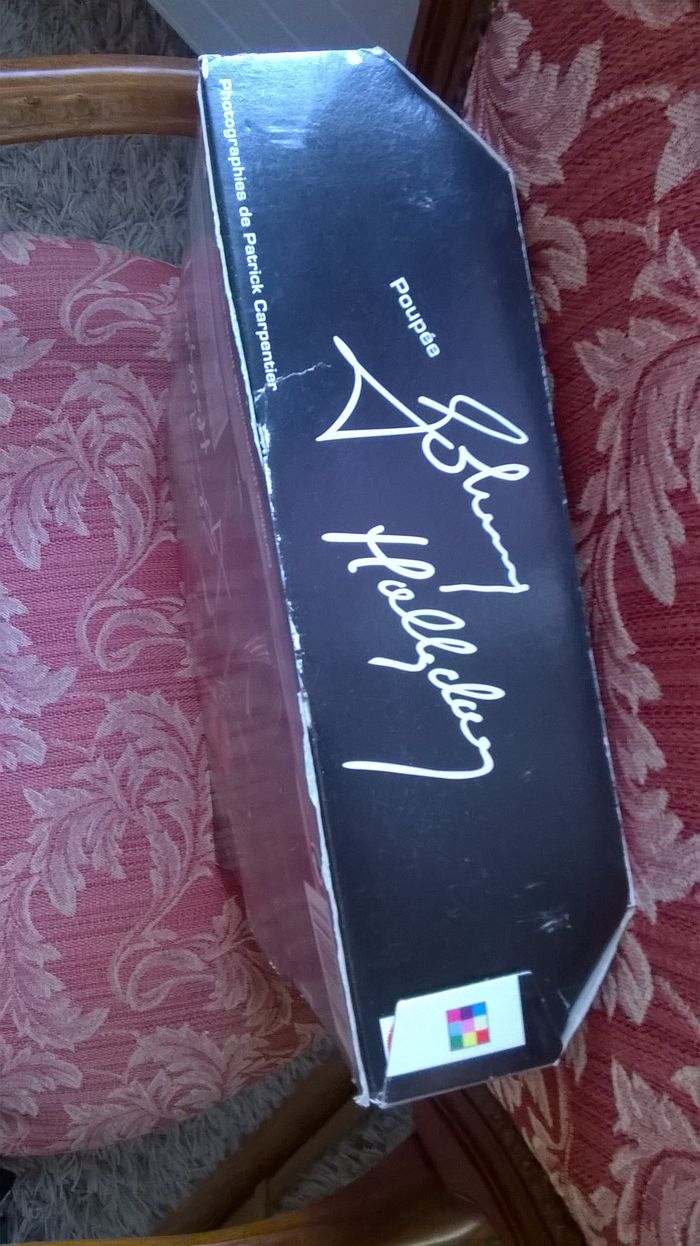 Poupée
Johnny
Hallyday
Photographies de Patrick Carpentier